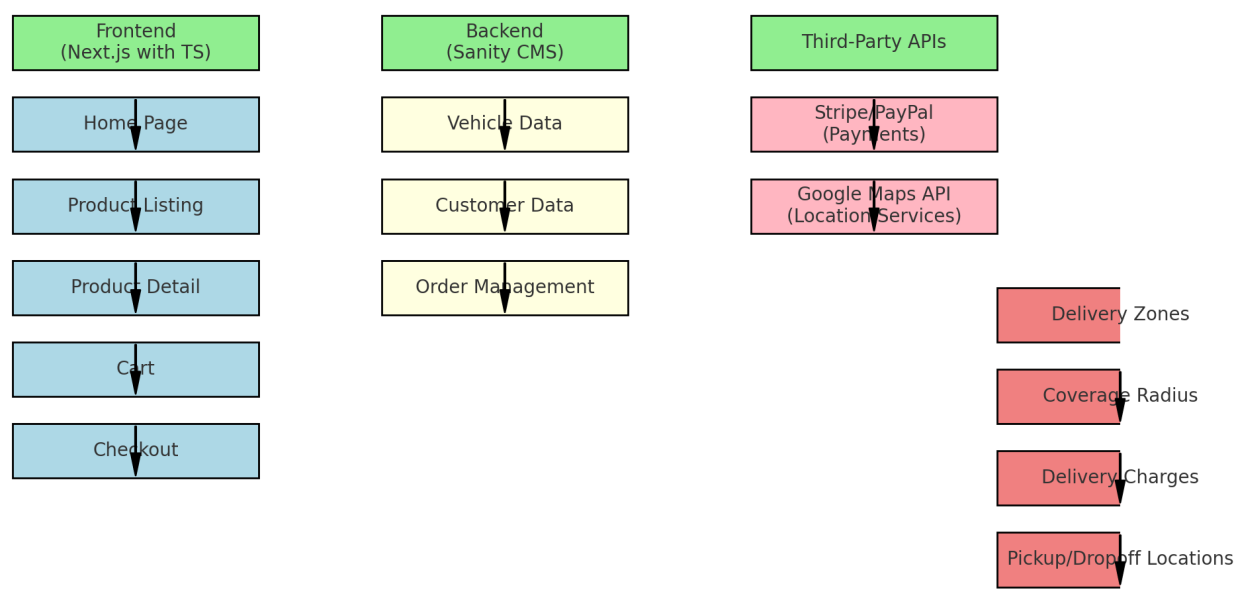 Frontend
(Next.js with TS)
Home Page
Product Listing
Product Detail
Cart
Checkout
Backend
(Sanity CMS)
Vehicle Data
Customer Data
Order Management
Third-Party APIs
Stripe/PayPal
(Payments)
Google Maps API
(Location Services)
Delivery Zones
Coverage Radius
Delivery Charges
Pickup/Dropoff Locations